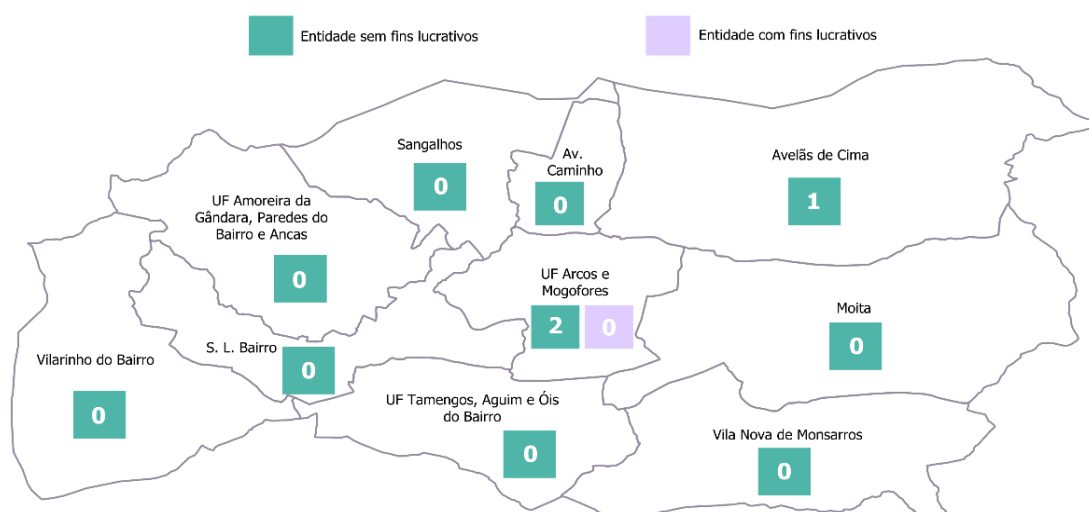 Entidade sem fins lucrativos
Entidade com fins lucrativos
Sangalhos
0
Av.
Caminho
0
Avelãs de Cima
1
UF Amoreira da
Gândara, Paredes do
Bairro e Ancas
0
UF Arcos e
Mogofores
2 0
Moita
0
Vilarinho do Bairro
0
S. L. Bairro
0
UF Tamengos, Aguim e Óis
do Bairro
0
Vila Nova de Monsarros
0